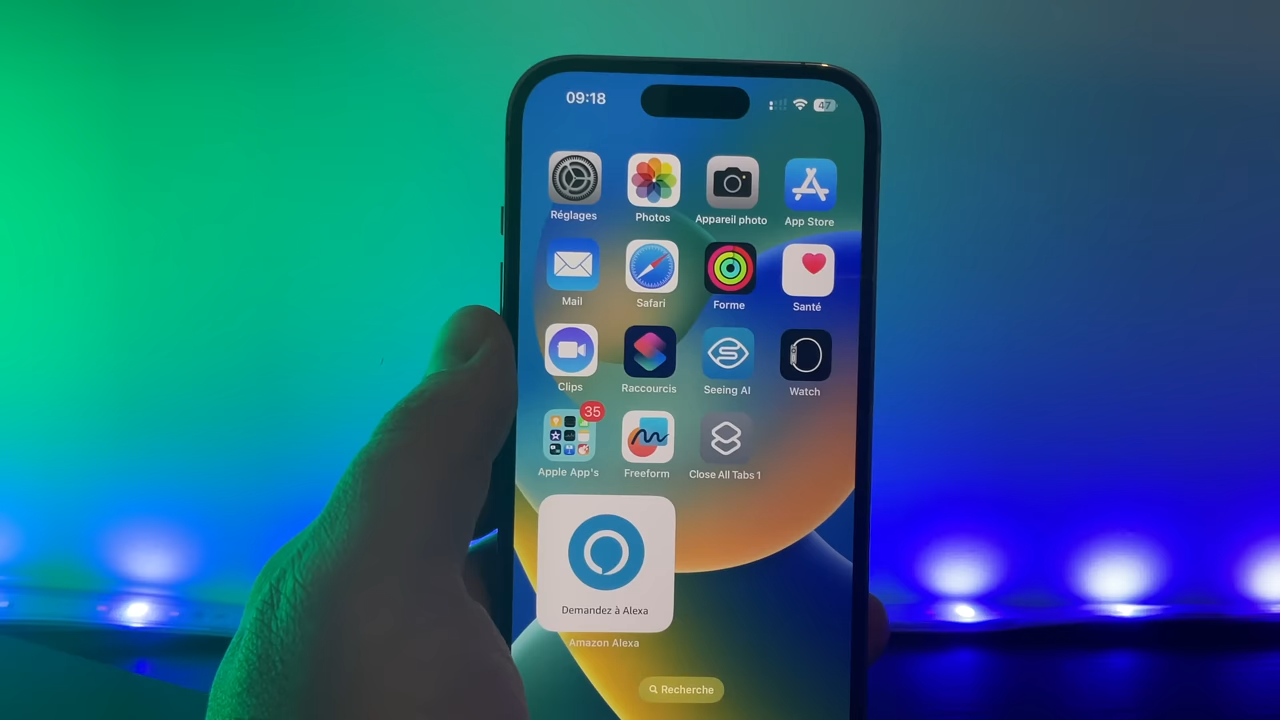 09:18
47
Réglages
Photos
Appareil photo
App Store
Mail
Safari
Forme
Santé
Clips
Raccourcis
Seeing AI
Watch
35
Apple App's
Freeform
Close All Tabs 1
Demandez à Alexa
Amazon Alexa
Recherche